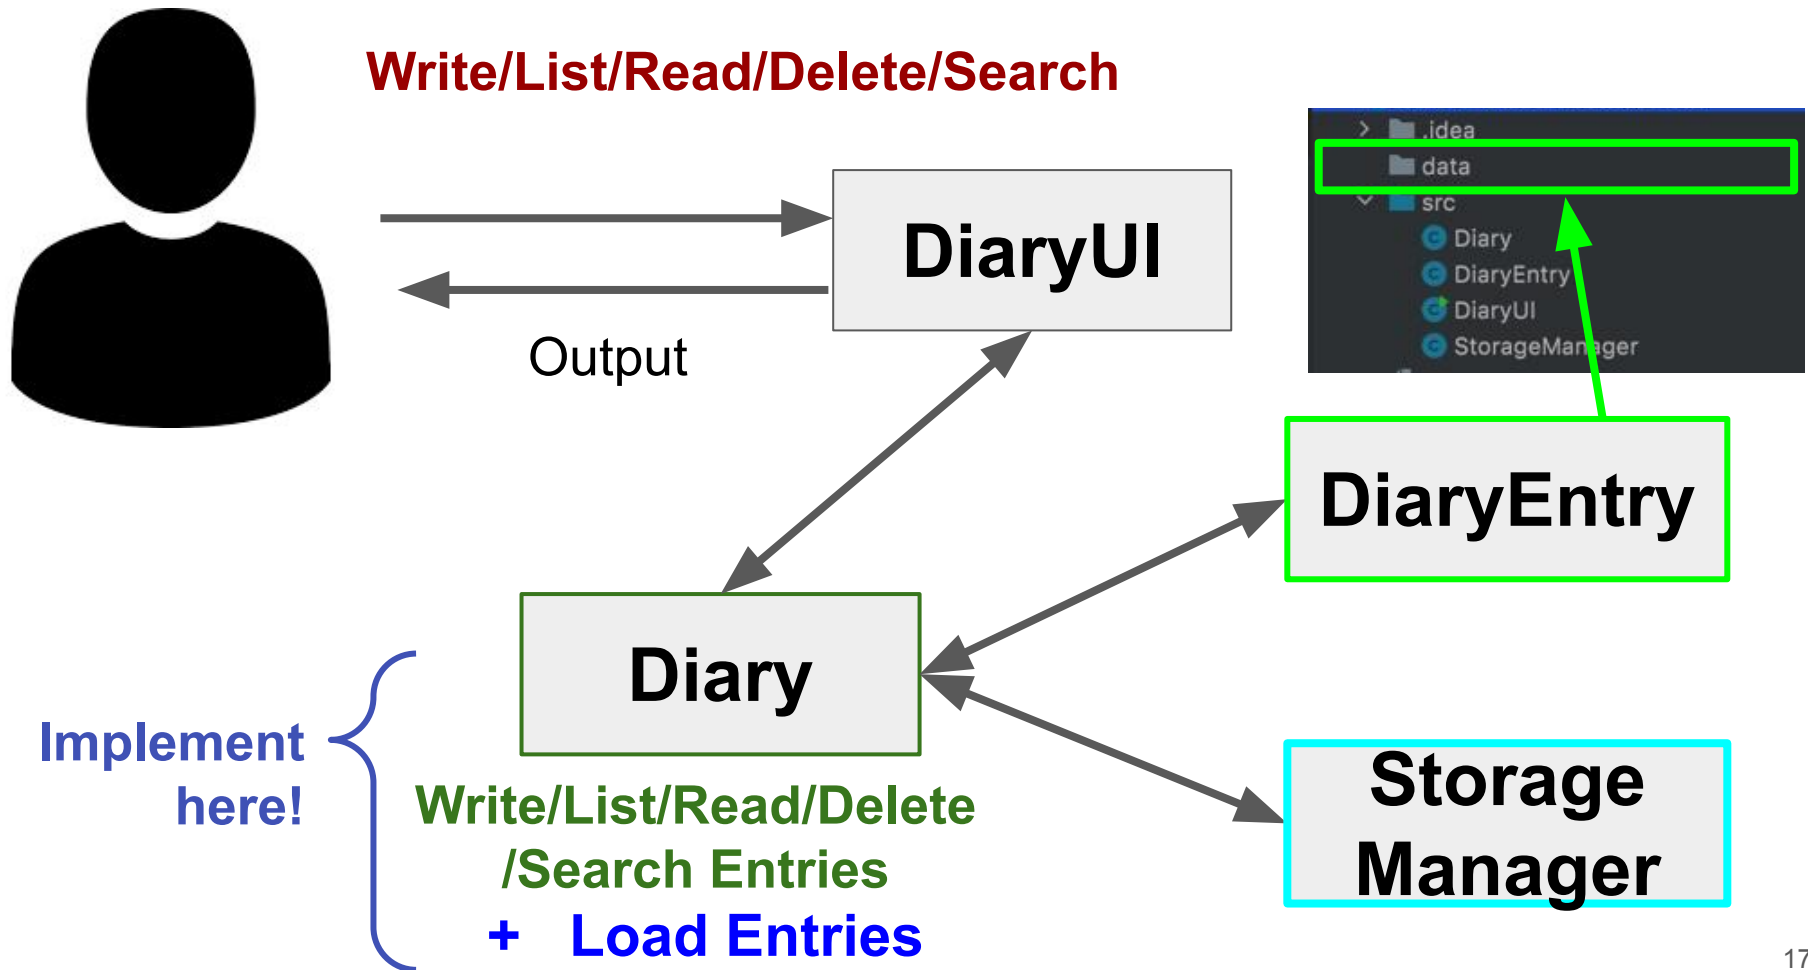 Write/List/Read/Delete/Search
.idea
data
src
Diary
DiaryEntry
DiaryUI
StorageManager
DiaryUI
Output
DiaryEntry
Diary
Implement
here!
Write/List/Read/Delete
/Search Entries
+ Load Entries
Storage
Manager
17